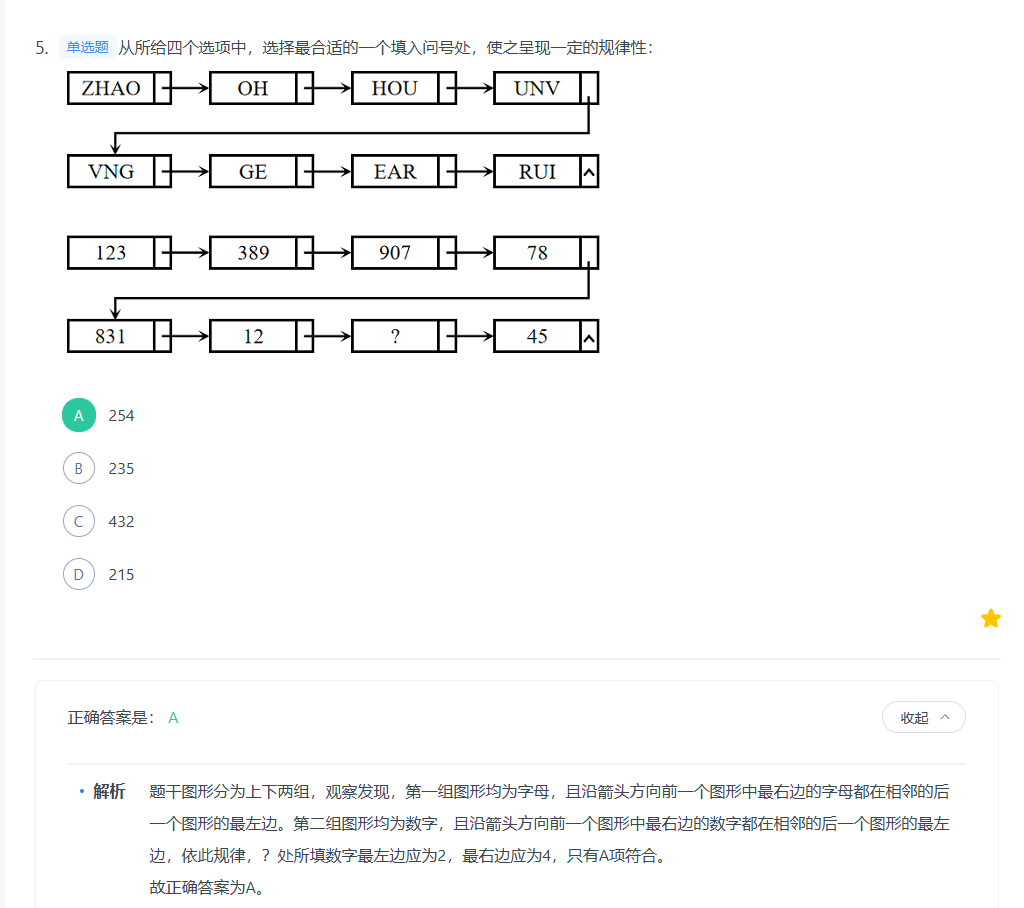 5. 单选题 从所给四个选项中，选择最合适的一个填入问号处，使之呈现一定的规律性：
ZHAO OH HOU UNV
VNG GE EAR RUI
123 389 907 78
831 12 ? 45
A 254
B 235
C 432
D 215
正确答案是： A 收起
解析 题干图形分为上下两组，观察发现，第一组图形均为字母，且沿箭头方向前一个图形中最右边的字母都在相邻的后
一个图形的最左边。第二组图形均为数字，且沿箭头方向前一个图形中最右边的数字都在相邻的后一个图形的最左
边，依此规律，？处所填数字最左边应为2，最右边应为4，只有A项符合。
故正确答案为A。